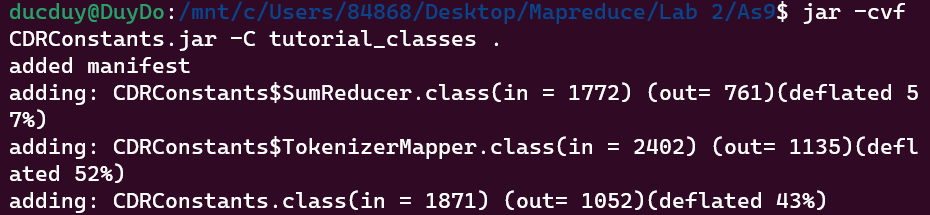 ducduy@DuyDo:/mnt/c/Users/84868/Desktop/Mapreduce/Lab 2/As9$ jar -cvf
CDRConstants.jar -C tutorial_classes .
added manifest
adding: CDRConstants$SumReducer.class(in = 1772) (out= 761)(deflated 5
7%)
adding: CDRConstants$TokenizerMapper.class(in = 2402) (out= 1135)(defl
ated 52%)
adding: CDRConstants.class(in = 1871) (out= 1052)(deflated 43%)